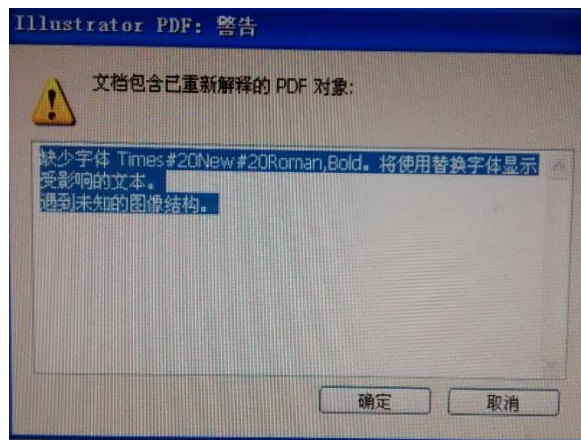 Illustrator PDF: 警告
文档包含已重新解释的 PDF 对象:
缺少字体 Times#20New#20Roman,Bold。将使用替换字体显示
受影响的文本。
遇到未知的图像结构。
确定
取消